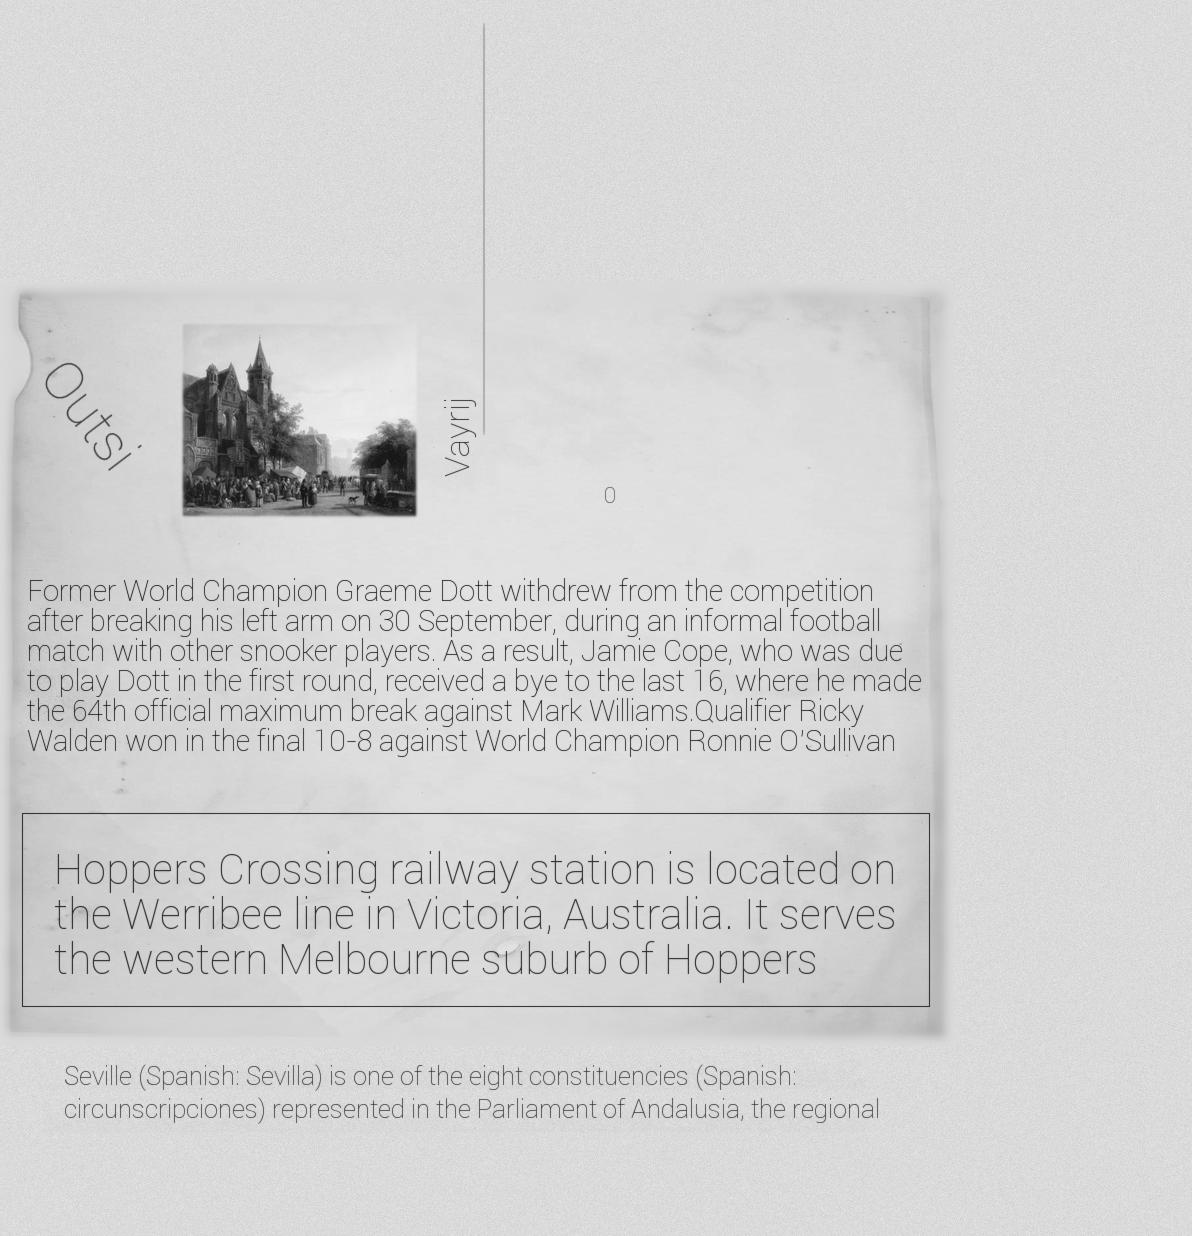 Outsi
Vayrij
0
Former World Champion Graeme Dott withdrew from the competition
after breaking his left arm on 30 September, during an informal football
match with other snooker players. As a result, Jamie Cope, who was due
to play Dott in the first round, received a bye to the last 16, where he made
the 64th official maximum break against Mark Williams.Qualifier Ricky
Walden won in the final 10-8 against World Champion Ronnie O'Sullivan
Hoppers Crossing railway station is located on
the Werribee line in Victoria, Australia. It serves
the western Melbourne suburb of Hoppers
Seville (Spanish: Sevilla) is one of the eight constituencies (Spanish:
circunscripciones) represented in the Parliament of Andalusia, the regional